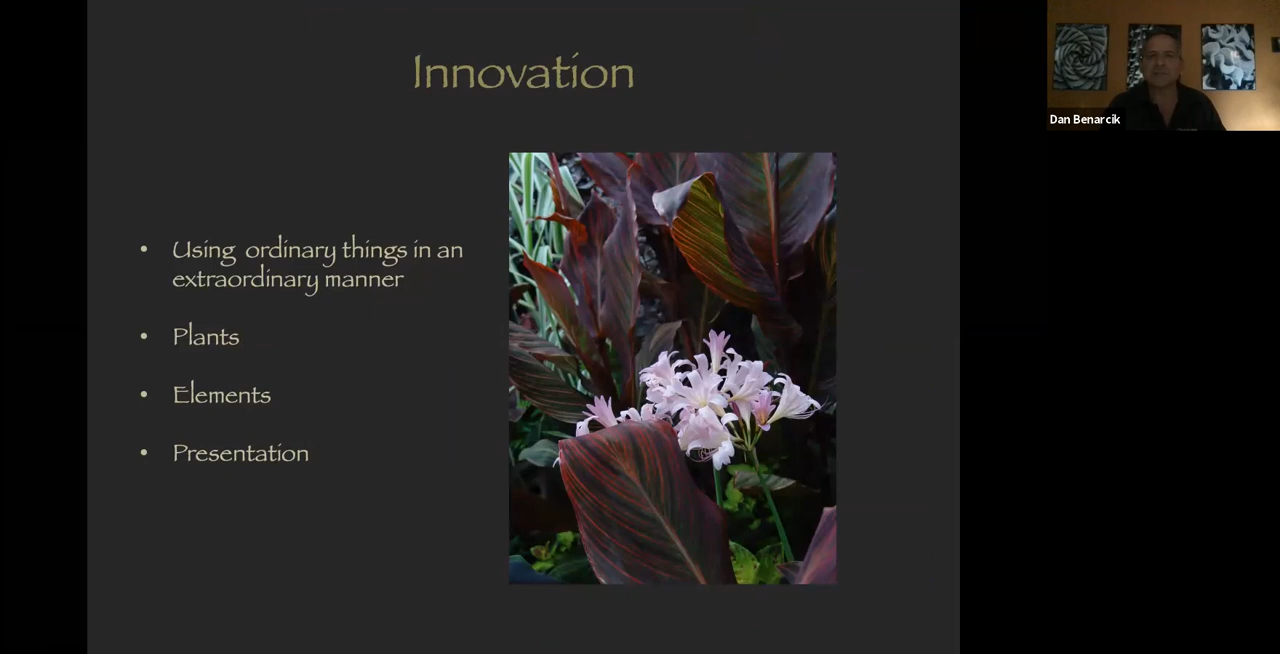 Innovation
Using ordinary things in an
extraordinary manner
Plants
Elements
Presentation
Dan Benarcik